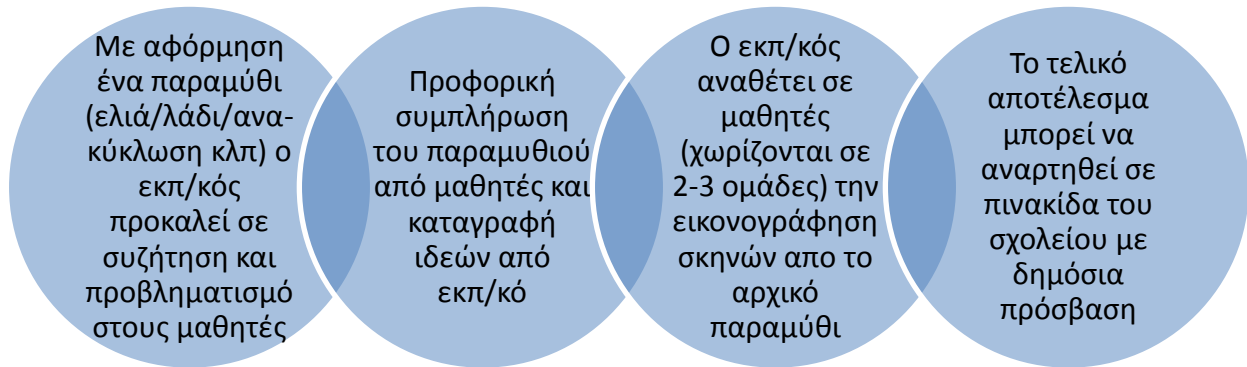 Με αφόρμηση
ένα παραμύθι
(ελιά/λάδι/ανα-
κύκλωση κλπ) ο
εκπ/κός
προκαλεί σε
συζήτηση και
προβληματισμό
στους μαθητές
Προφορική
συμπλήρωση
του παραμυθιού
από μαθητές και
καταγραφή
ιδεών από
εκπ/κό
Ο εκπ/κός
αναθέτει σε
μαθητές
(χωρίζονται σε
2-3 ομάδες) την
εικονογράφηση
σκηνών απο το
αρχικό
παραμύθι
Το τελικό
αποτέλεσμα
μπορεί να
αναρτηθεί σε
πινακίδα του
σχολείου με
δημόσια
πρόσβαση